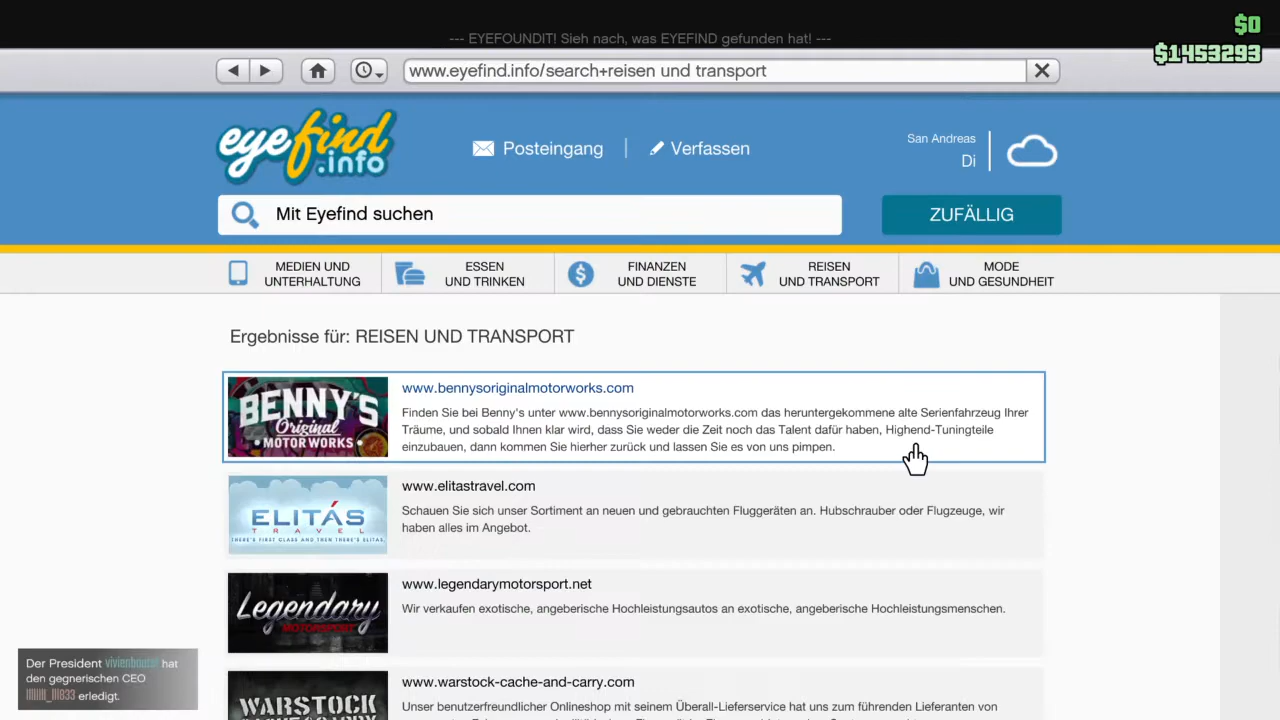 $0
--- EYEFOUNDIT! Sieh nach, was EYEFIND gefunden hat! ---
$1453293
www.eyefind.info/search+reisen und transport
eyefind
.info
Posteingang
Verfassen
San Andreas
Di
Mit Eyefind suchen
ZUFÄLLIG
MEDIEN UND
UNTERHALTUNG
ESSEN
UND TRINKEN
FINANZEN
UND DIENSTE
REISEN
UND TRANSPORT
MODE
UND GESUNDHEIT
Ergebnisse für: REISEN UND TRANSPORT
BENNY'S
Original
MOTOR WORKS
www.bennysoriginalmotorworks.com
Finden Sie bei Benny's unter www.bennysoriginalmotorworks.com das heruntergekommene alte Serienfahrzeug Ihrer
Träume, und sobald Ihnen klar wird, dass Sie weder die Zeit noch das Talent dafür haben, Highend-Tuningteile
einzubauen, dann kommen Sie hierher zurück und lassen Sie es von uns pimpen.
ELITÁS
TRAVEL
THERE'S FIRST CLASS AND THEN THERE'S ELITAS
www.elitastravel.com
Schauen Sie sich unser Sortiment an neuen und gebrauchten Fluggeräten an. Hubschrauber oder Flugzeuge, wir
haben alles im Angebot.
Legendary
MOTORSPORT
www.legendarymotorsport.net
Wir verkaufen exotische, angeberische Hochleistungsautos an exotische, angeberische Hochleistungsmenschen.
WARSTOCK
www.warstock-cache-and-carry.com
Unser benutzerfreundlicher Onlineshop mit seinem Überall-Lieferservice hat uns zum führenden Lieferanten von
Der President hat
den gegnerischen CEO
erledigt.